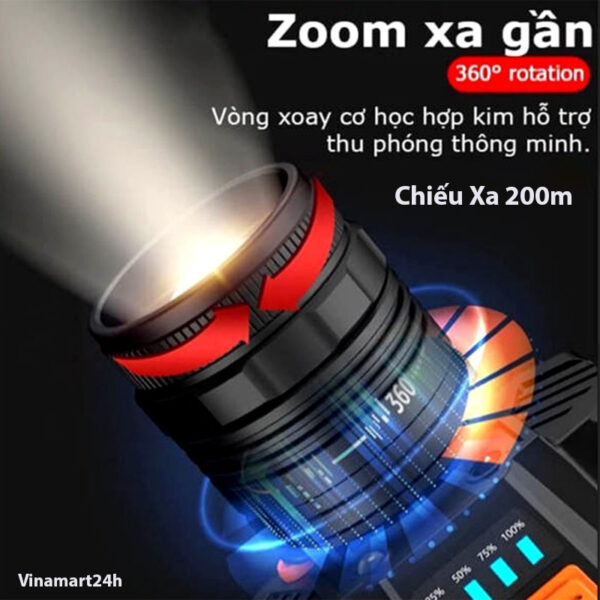 Zoom xa gần
360° rotation
Vòng xoay cơ học hợp kim hỗ trợ
thu phóng thông minh.
Chiếu Xa 200m
360
25% 50% 75% 100%
Vinamart24h